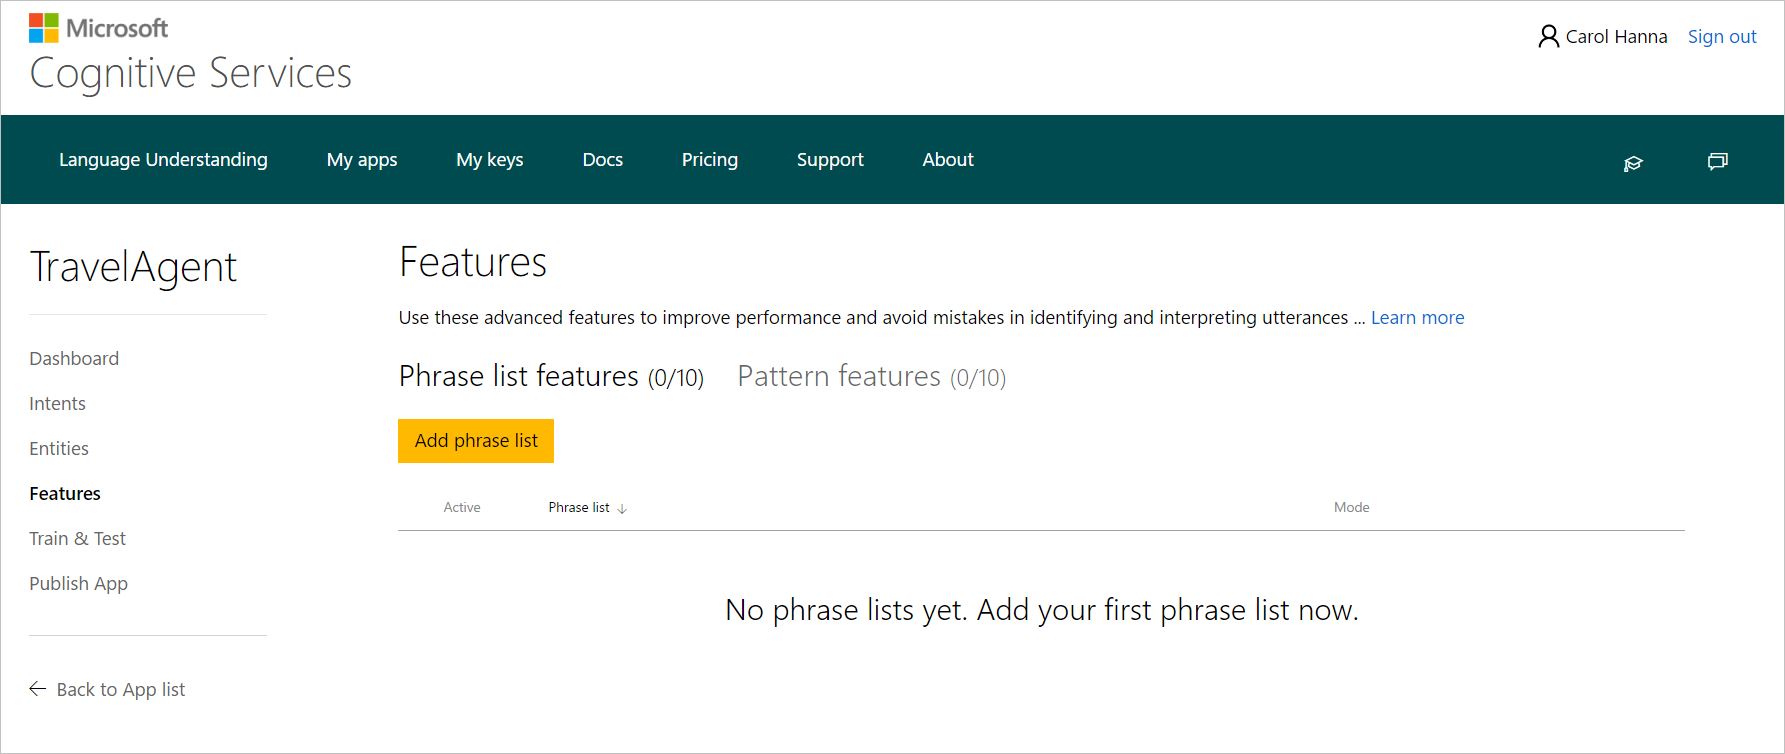 Microsoft
Cognitive Services
Carol Hanna Sign out
Language Understanding My apps My keys Docs Pricing Support About
TravelAgent
Dashboard
Intents
Entities
Features
Train & Test
Publish App
Back to App list
Features
Use these advanced features to improve performance and avoid mistakes in identifying and interpreting utterances ... Learn more
Phrase list features (0/10) Pattern features (0/10)
Add phrase list
Active Phrase list ↓ Mode
No phrase lists yet. Add your first phrase list now.